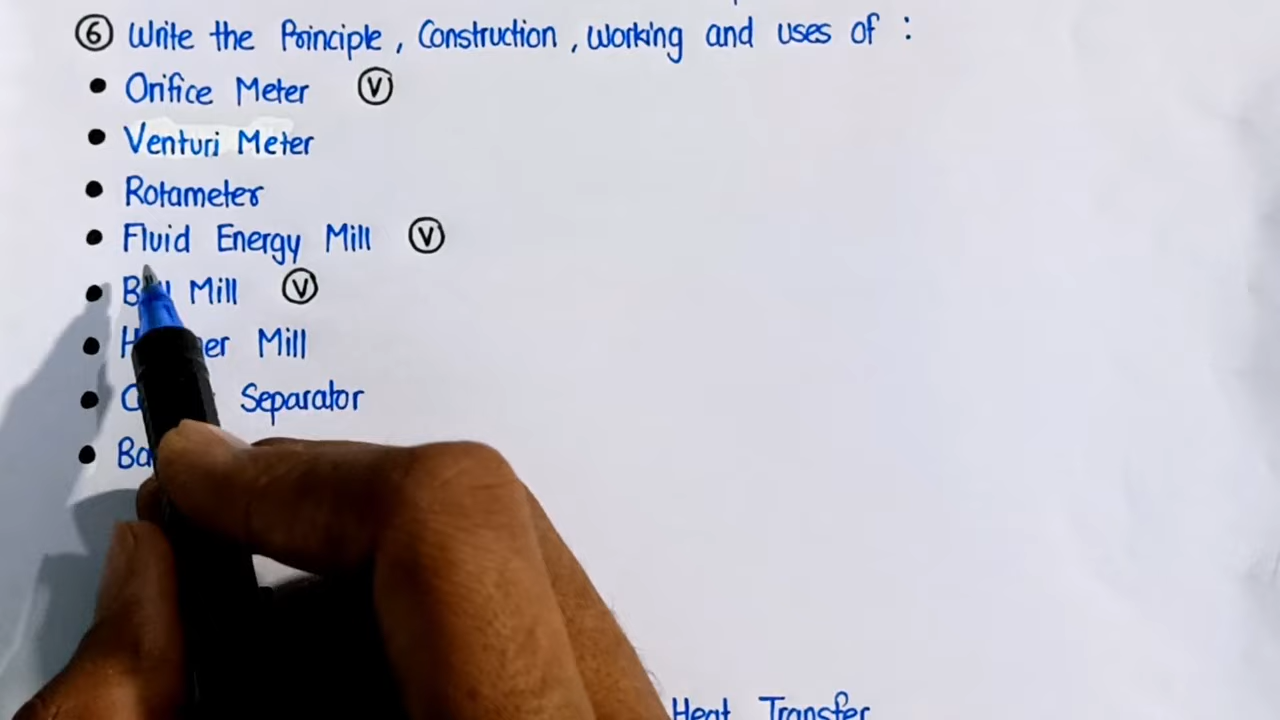 ⑥ Write the Principle, Construction, Working and uses of :
• Orifice Meter Ⓥ
• Venturi Meter
• Rotameter
• Fluid Energy Mill Ⓥ
• Mill Ⓥ
• Mill
• Separator
Heat Transfer